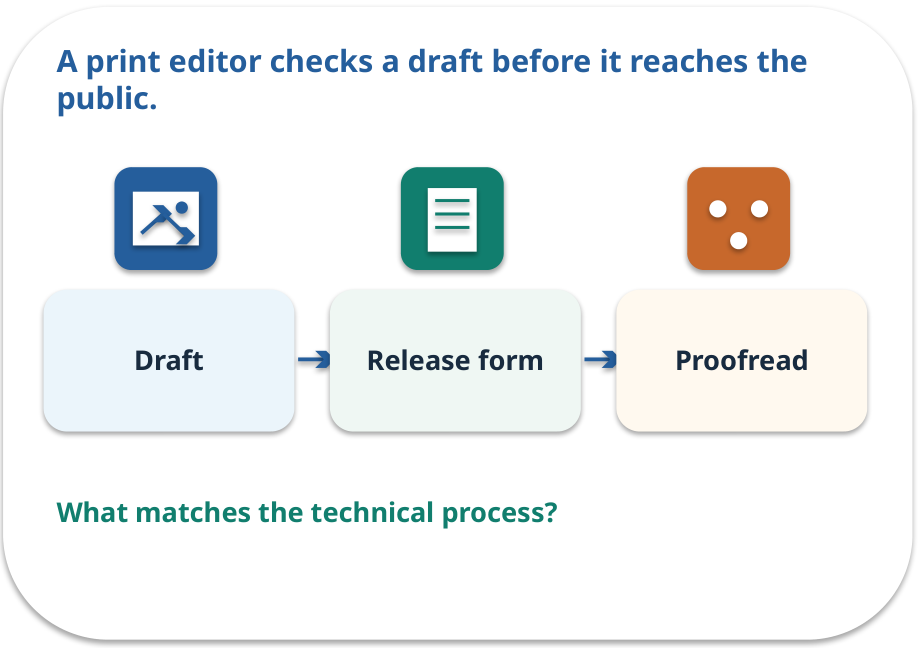 A print editor checks a draft before it reaches the
public.
Draft
Release form
Proofread
What matches the technical process?